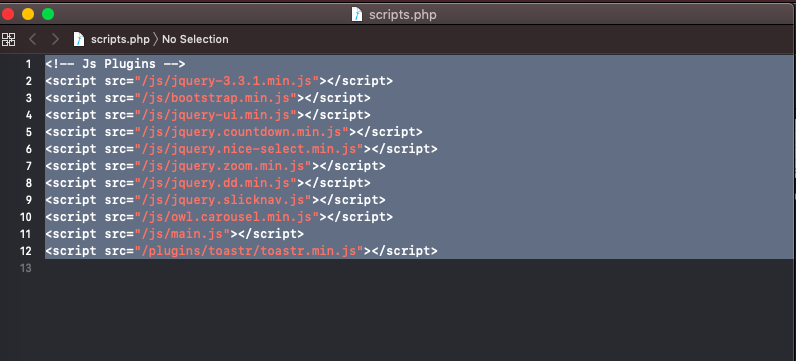 scripts.php
scripts.php 〉No Selection
1 <!-- Js Plugins -->
2 <script src="/js/jquery-3.3.1.min.js"></script>
3 <script src="/js/bootstrap.min.js"></script>
4 <script src="/js/jquery-ui.min.js"></script>
5 <script src="/js/jquery.countdown.min.js"></script>
6 <script src="/js/jquery.nice-select.min.js"></script>
7 <script src="/js/jquery.zoom.min.js"></script>
8 <script src="/js/jquery.dd.min.js"></script>
9 <script src="/js/jquery.slicknav.js"></script>
10 <script src="/js/owl.carousel.min.js"></script>
11 <script src="/js/main.js"></script>
12 <script src="/plugins/toastr/toastr.min.js"></script>
13